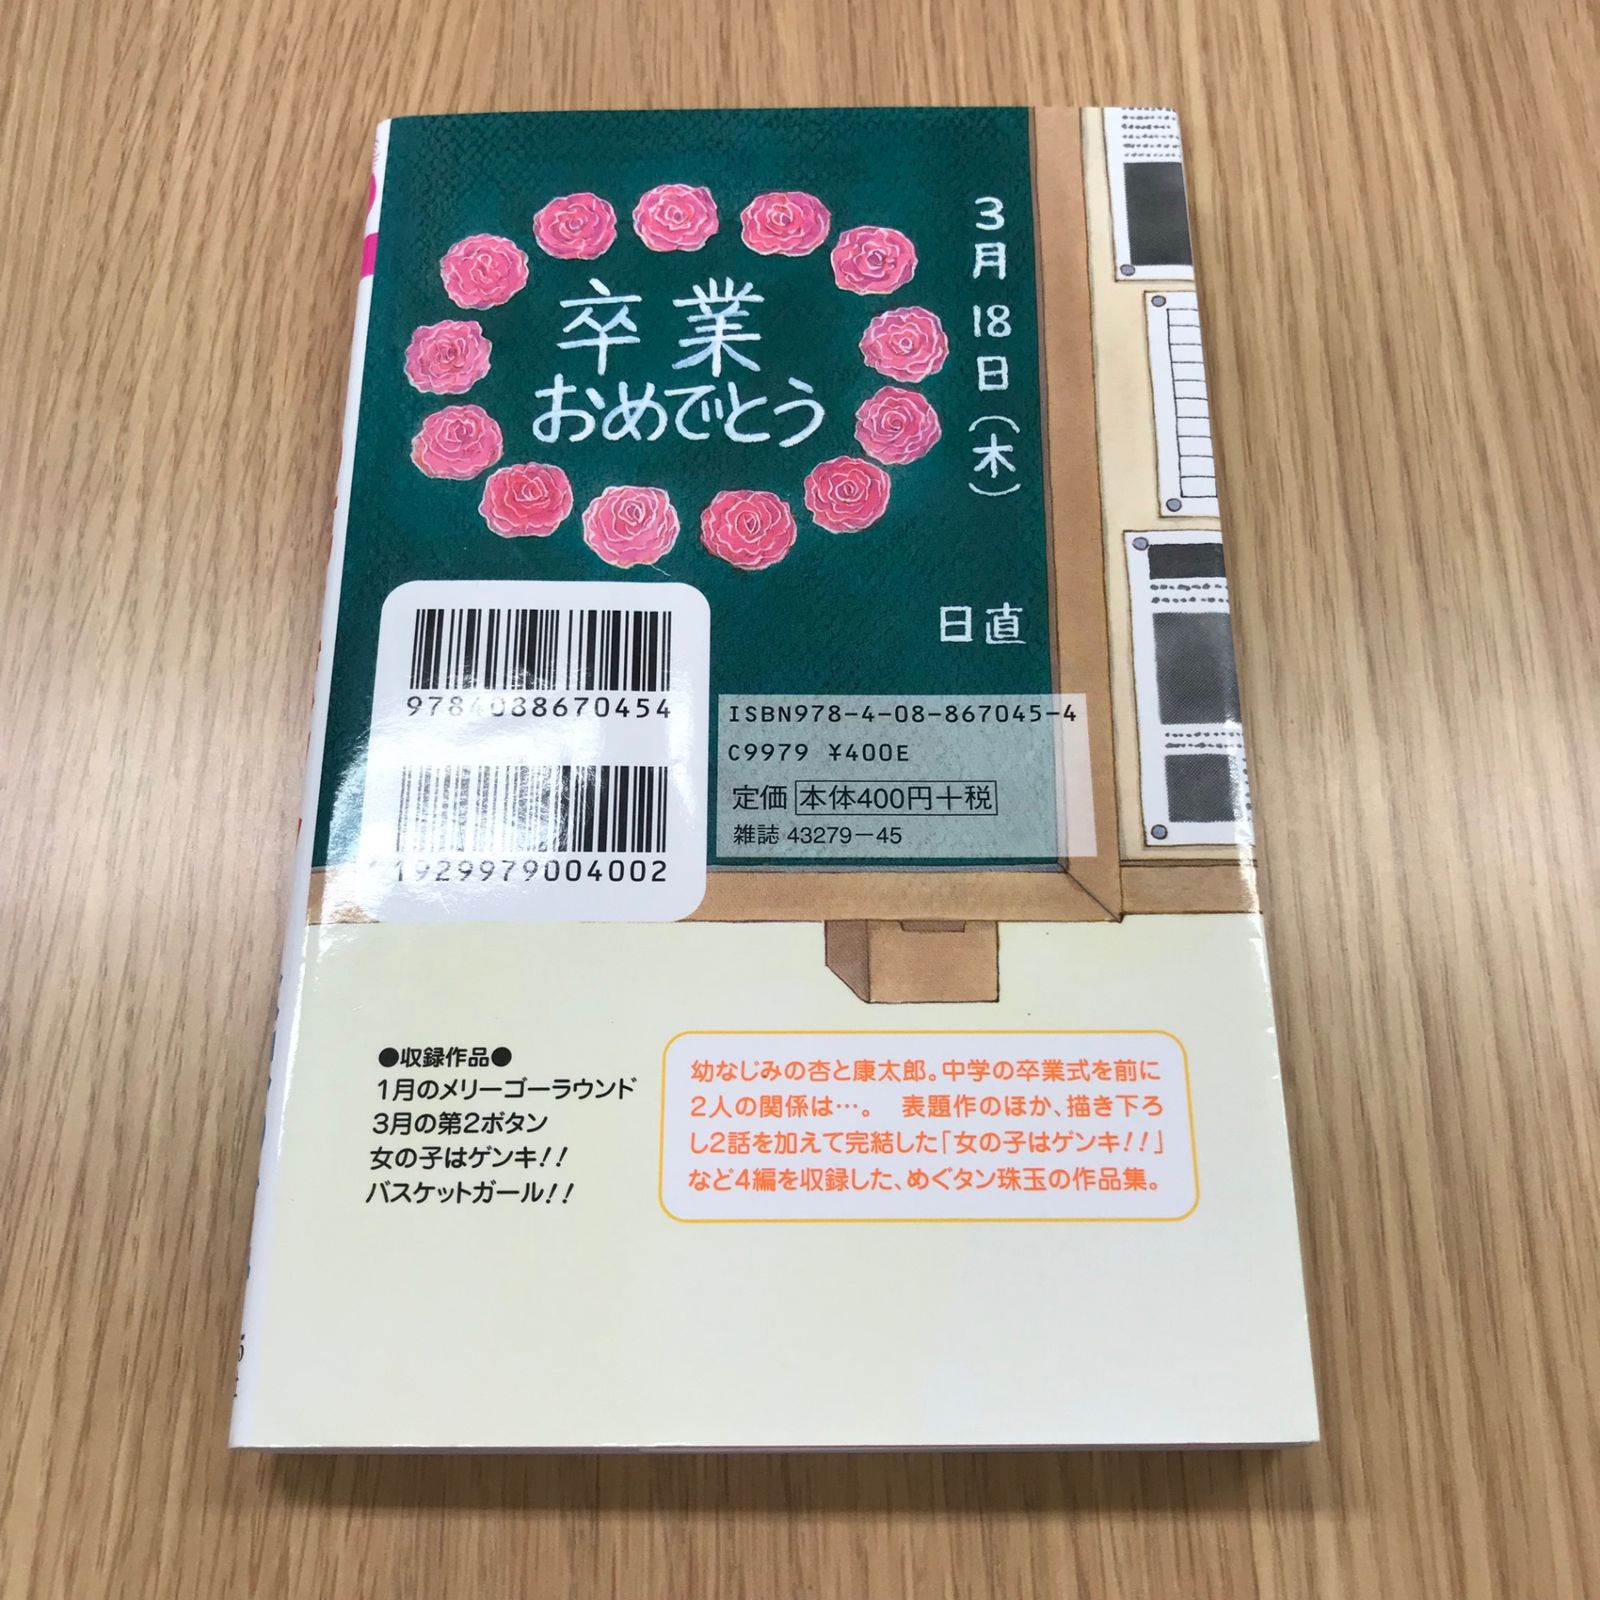 卒業
おめでとう
3月18日(木)
日直
9784088670454
ISBN978-4-08-867045-4
C9979 ¥400E
定価 本体400円+税
雑誌 43279-45
1929979004002
●収録作品●
1月のメリーゴーラウンド
3月の第2ボタン
女の子はゲンキ!!
バスケットガール!!
幼なじみの杏と康太郎。中学の卒業式を前に
2人の関係は…。 表題作のほか、描き下ろ
し2話を加えて完結した「女の子はゲンキ!!」
など4編を収録した、めぐタン珠玉の作品集。